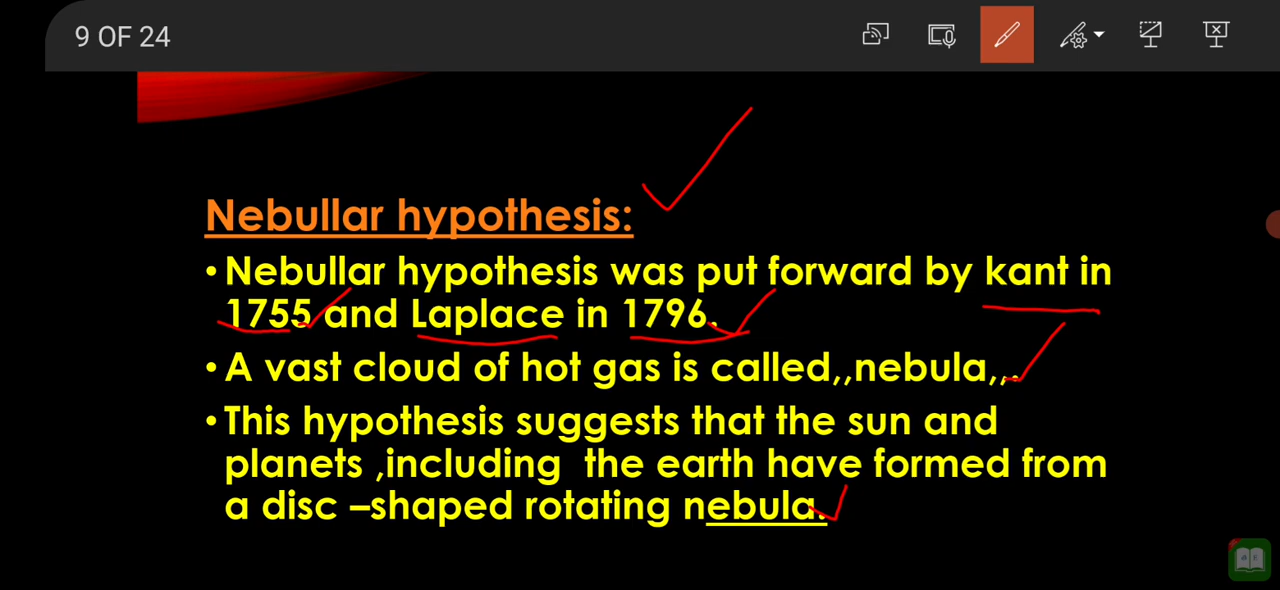 9 OF 24
Nebullar hypothesis:
• Nebullar hypothesis was put forward by kant in
1755 and Laplace in 1796.
• A vast cloud of hot gas is called,,nebula,,.
• This hypothesis suggests that the sun and
planets ,including the earth have formed from
a disc –shaped rotating nebula.